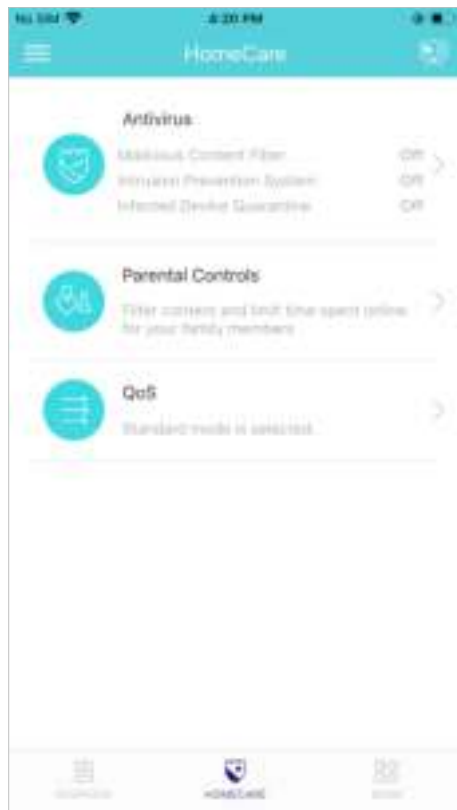 No SIM 4:20 PM
HomeCare
Antivirus
Malicious Content Filter Off
Intrusion Prevention System Off
Infected Device Quarantine Off
Parental Controls
Filter content and limit time spent online
for your family members
QoS
Standard mode is selected.
HOMECARE